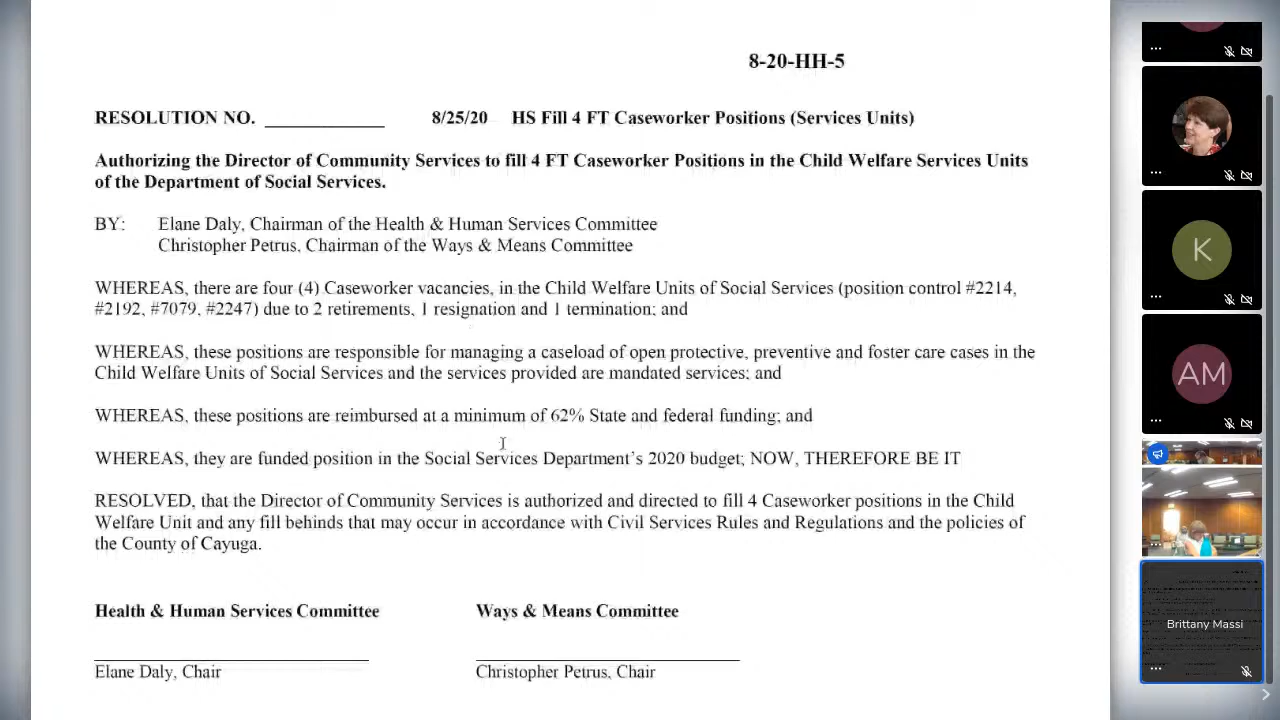 8-20-HH-5
RESOLUTION NO. ____________ 8/25/20 HS Fill 4 FT Caseworker Positions (Services Units)
Authorizing the Director of Community Services to fill 4 FT Caseworker Positions in the Child Welfare Services Units
of the Department of Social Services.
BY: Elane Daly, Chairman of the Health & Human Services Committee
Christopher Petrus, Chairman of the Ways & Means Committee
WHEREAS, there are four (4) Caseworker vacancies, in the Child Welfare Units of Social Services (position control #2214,
#2192, #7079, #2247) due to 2 retirements, 1 resignation and 1 termination; and
WHEREAS, these positions are responsible for managing a caseload of open protective, preventive and foster care cases in the
Child Welfare Units of Social Services and the services provided are mandated services; and
WHEREAS, these positions are reimbursed at a minimum of 62% State and federal funding; and
WHEREAS, they are funded position in the Social Services Department's 2020 budget; NOW, THEREFORE BE IT
RESOLVED, that the Director of Community Services is authorized and directed to fill 4 Caseworker positions in the Child
Welfare Unit and any fill behinds that may occur in accordance with Civil Services Rules and Regulations and the policies of
the County of Cayuga.
Health & Human Services Committee Ways & Means Committee
Elane Daly, Chair Christopher Petrus, Chair
K
AM
Brittany Massi